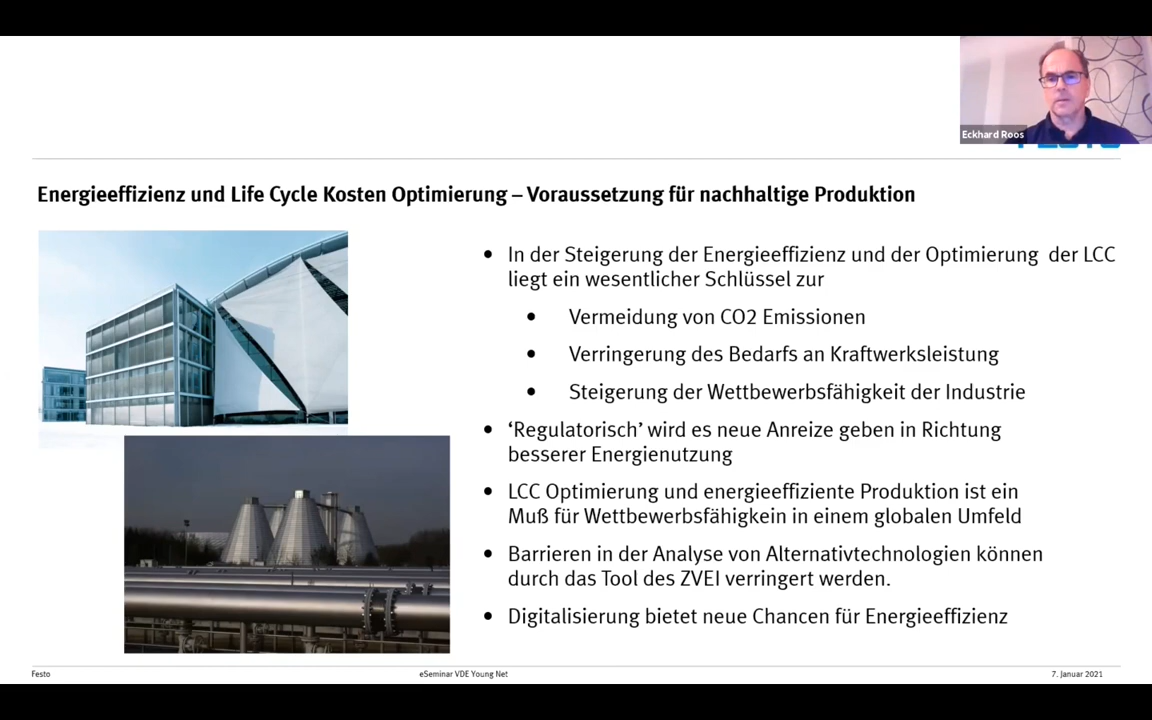 Eckhard Roos
Energieeffizienz und Life Cycle Kosten Optimierung – Voraussetzung für nachhaltige Produktion
• In der Steigerung der Energieeffizienz und der Optimierung der LCC
liegt ein wesentlicher Schlüssel zur
• Vermeidung von CO2 Emissionen
• Verringerung des Bedarfs an Kraftwerksleistung
• Steigerung der Wettbewerbsfähigkeit der Industrie
• ‘Regulatorisch’ wird es neue Anreize geben in Richtung
besserer Energienutzung
• LCC Optimierung und energieeffiziente Produktion ist ein
Muß für Wettbewerbsfähigkein in einem globalen Umfeld
• Barrieren in der Analyse von Alternativtechnologien können
durch das Tool des ZVEI verringert werden.
• Digitalisierung bietet neue Chancen für Energieeffizienz
Festo
eSeminar VDE Young Net
7. Januar 2021